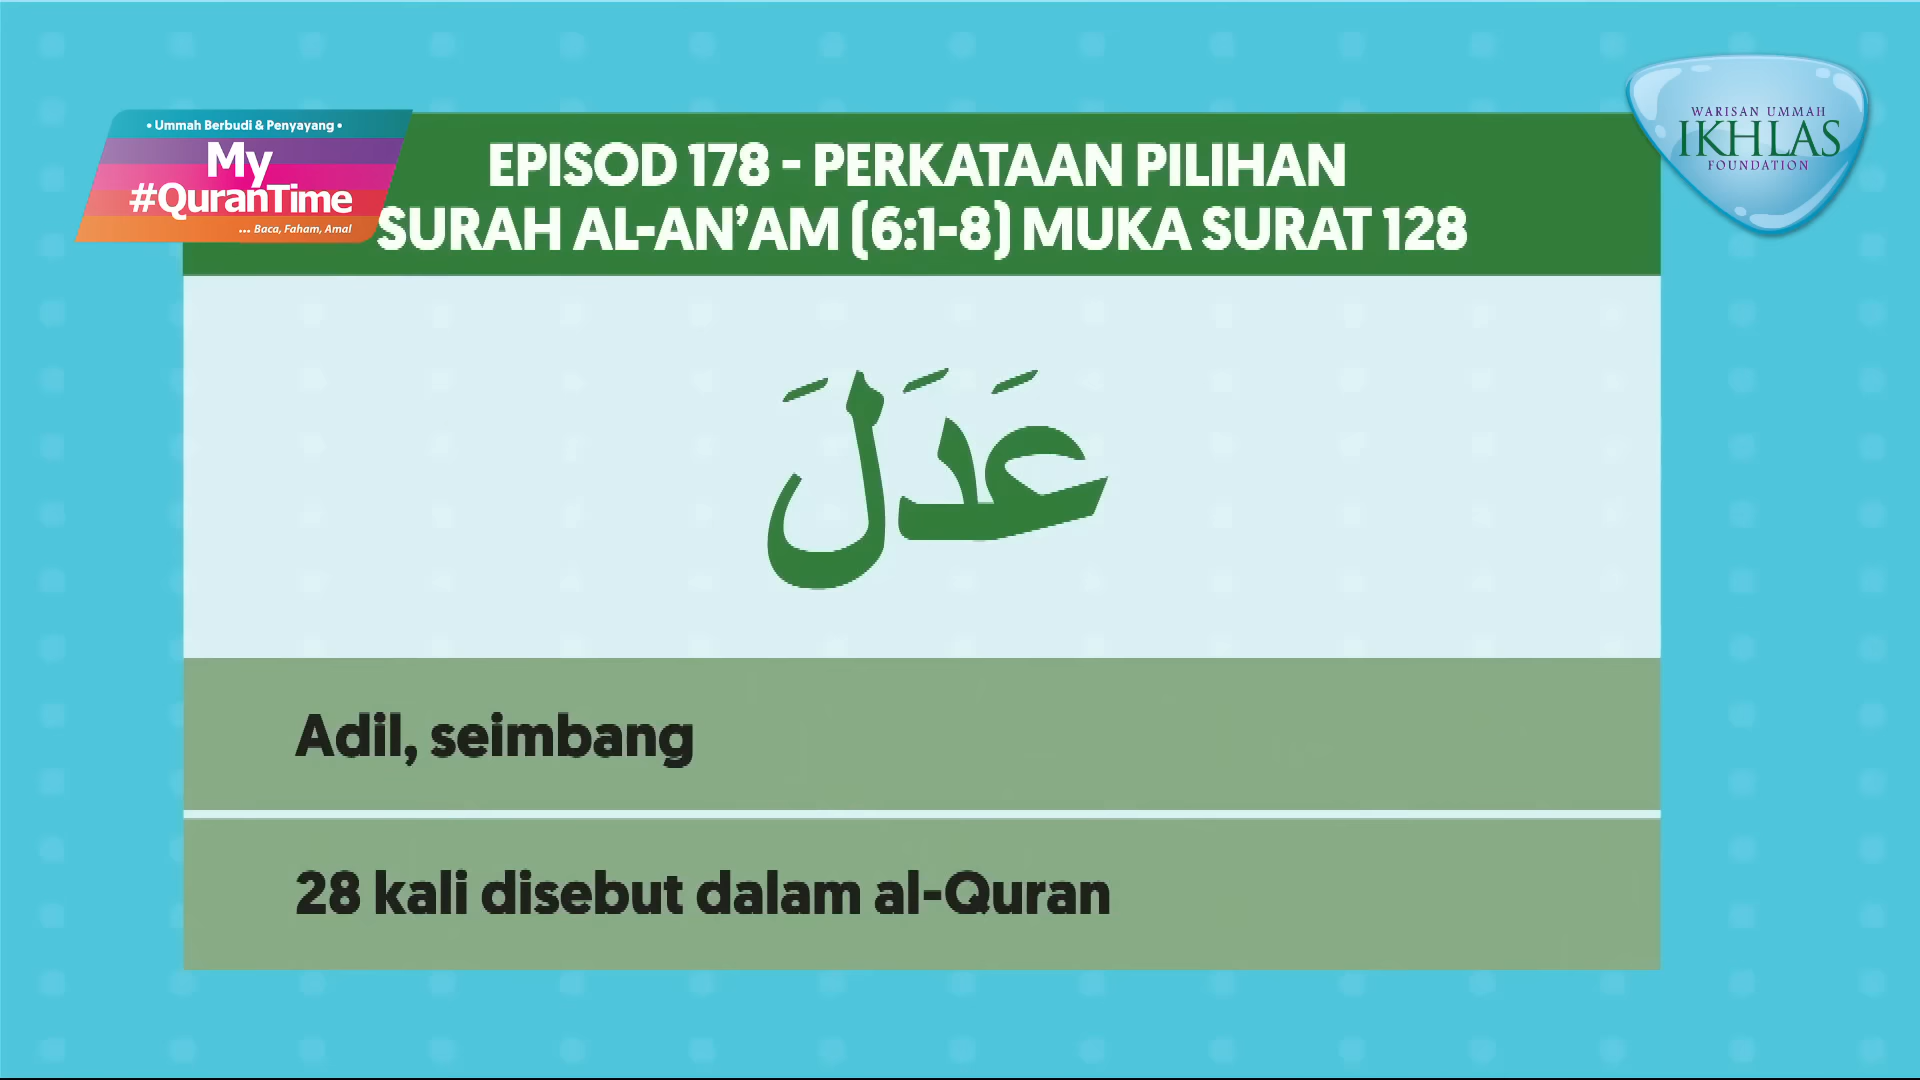 • Ummah Berbudi & Penyayang •
My
#QuranTime
... Baca, Faham, Amal
WARISAN UMMAH
IKHLAS
FOUNDATION
EPISOD 178 - PERKATAAN PILIHAN
SURAH AL-AN’AM (6:1-8) MUKA SURAT 128
عَدَلَ
Adil, seimbang
28 kali disebut dalam al-Quran